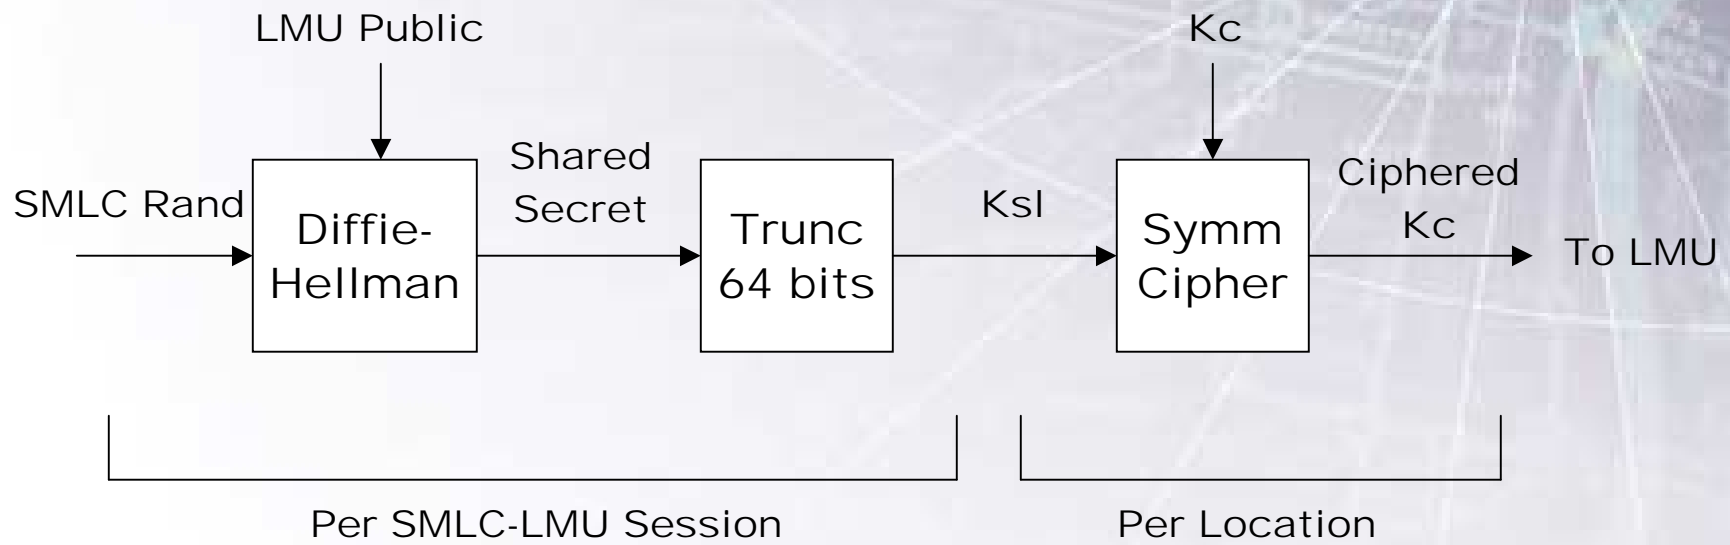 LMU Public
Kc
SMLC Rand
Diffie-
Hellman
Shared
Secret
Trunc
64 bits
Ksl
Symm
Cipher
Ciphered
Kc
To LMU
Per SMLC-LMU Session
Per Location